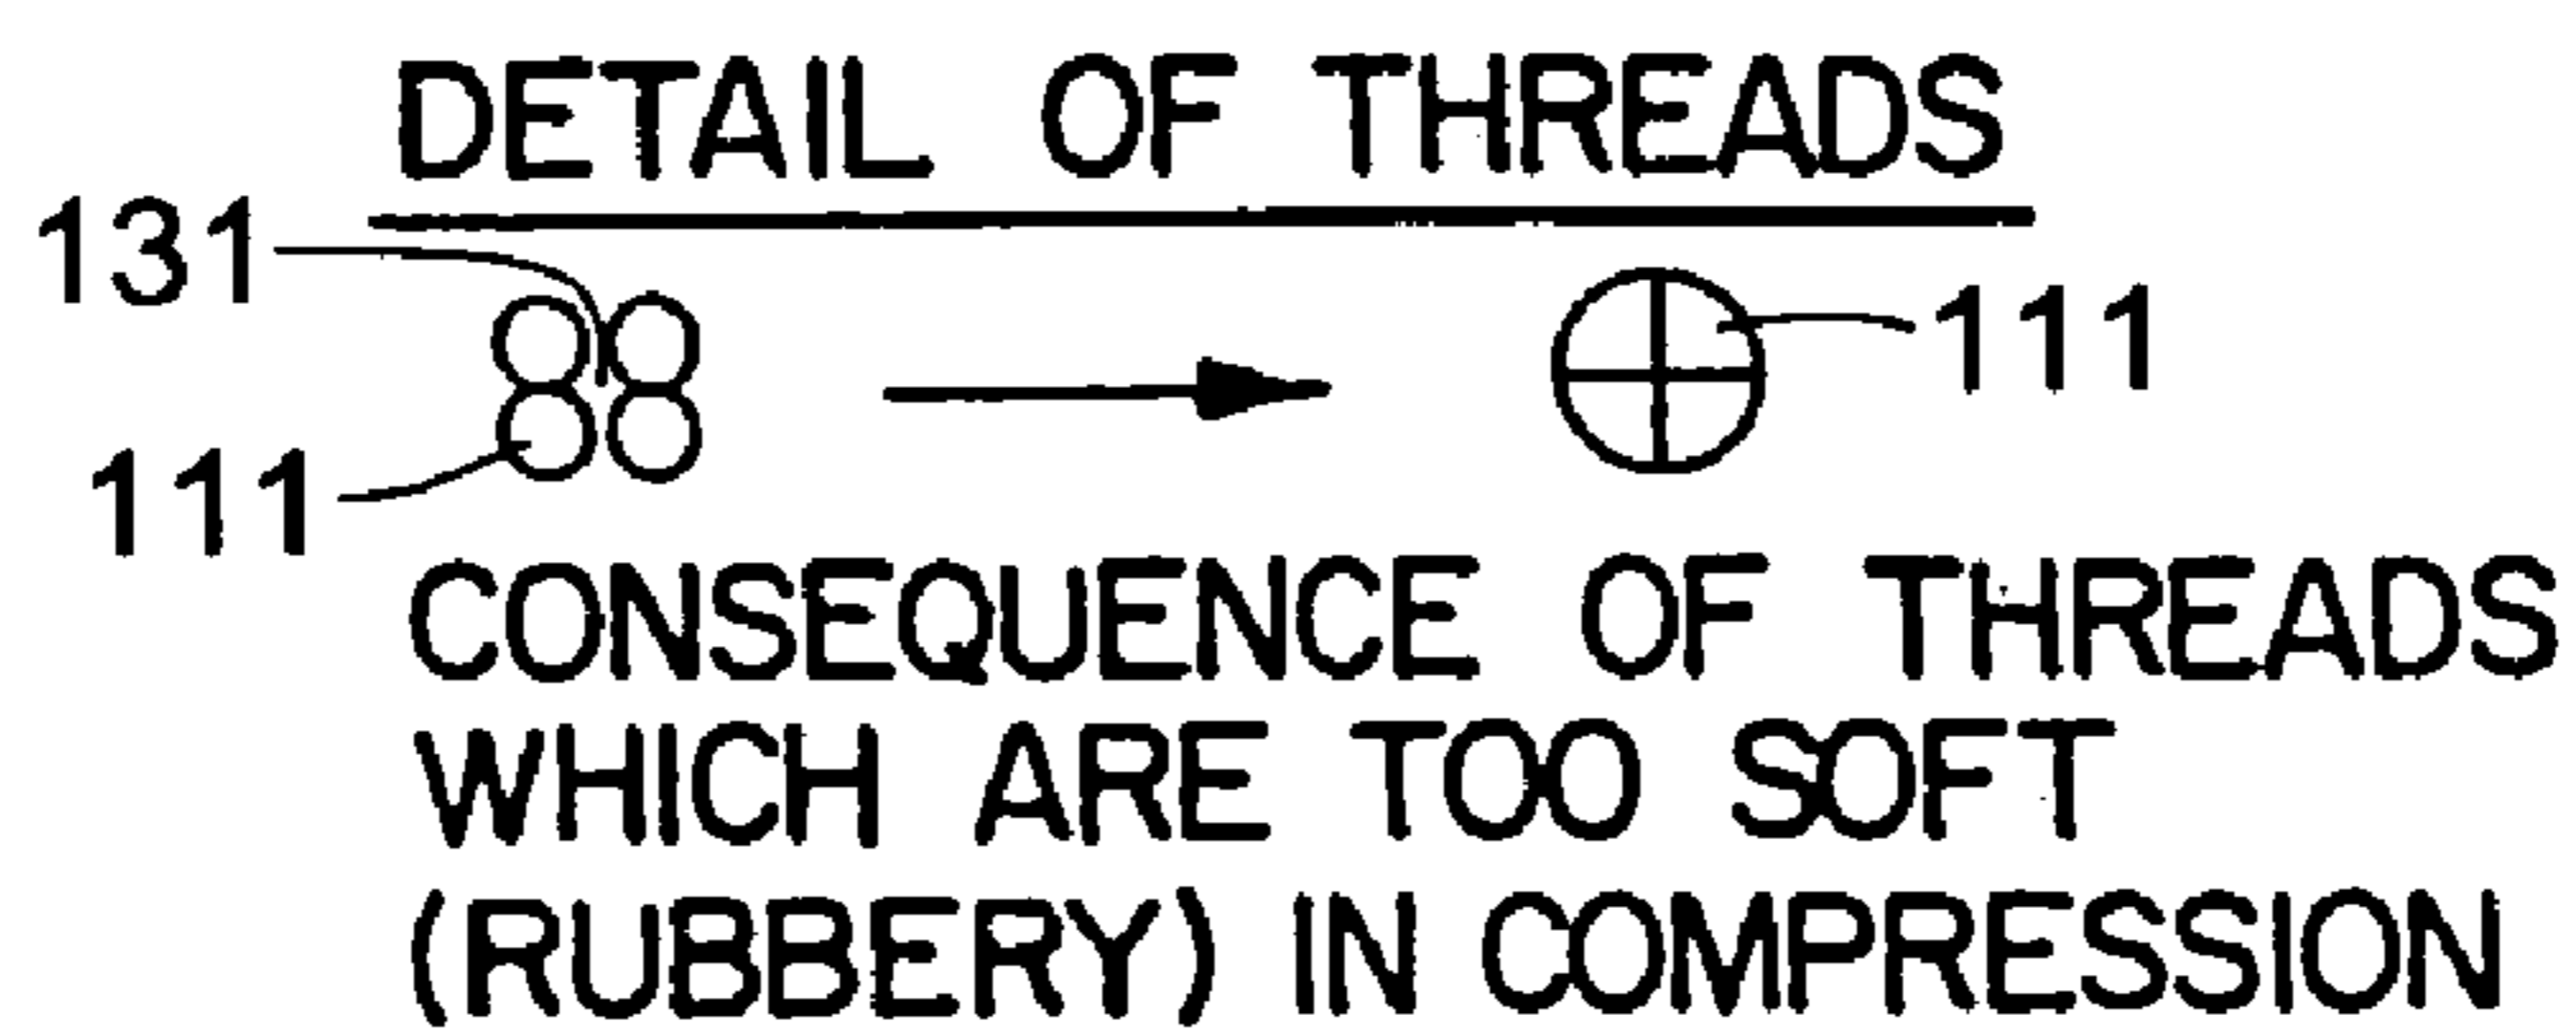 DETAIL OF THREADS
131
111
111
CONSEQUENCE OF THREADS
WHICH ARE TOO SOFT
(RUBBERY) IN COMPRESSION